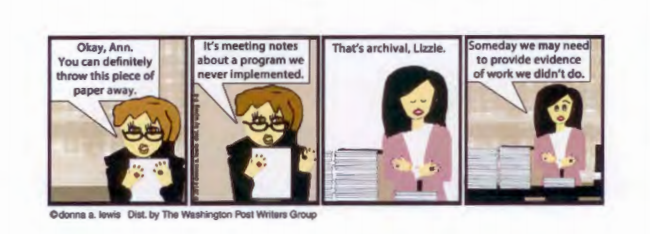 Okay, Ann.
You can definitely
throw this piece of
paper away.
It's meeting notes
about a program we
never implemented.
That's archival, Lizzie.
Someday we may need
to provide evidence
of work we didn't do.
©donna a. lewis Dist. by The Washington Post Writers Group